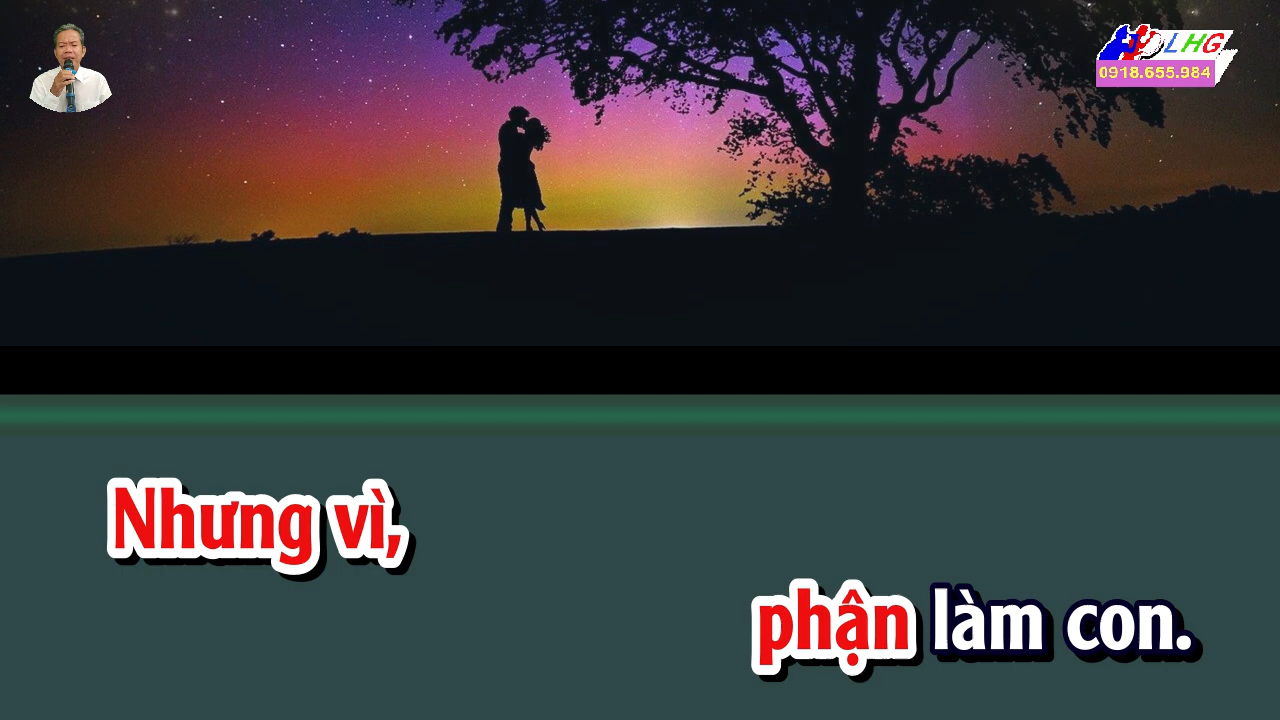 LHG
0918.655.984
Nhưng vì,
phận làm con.